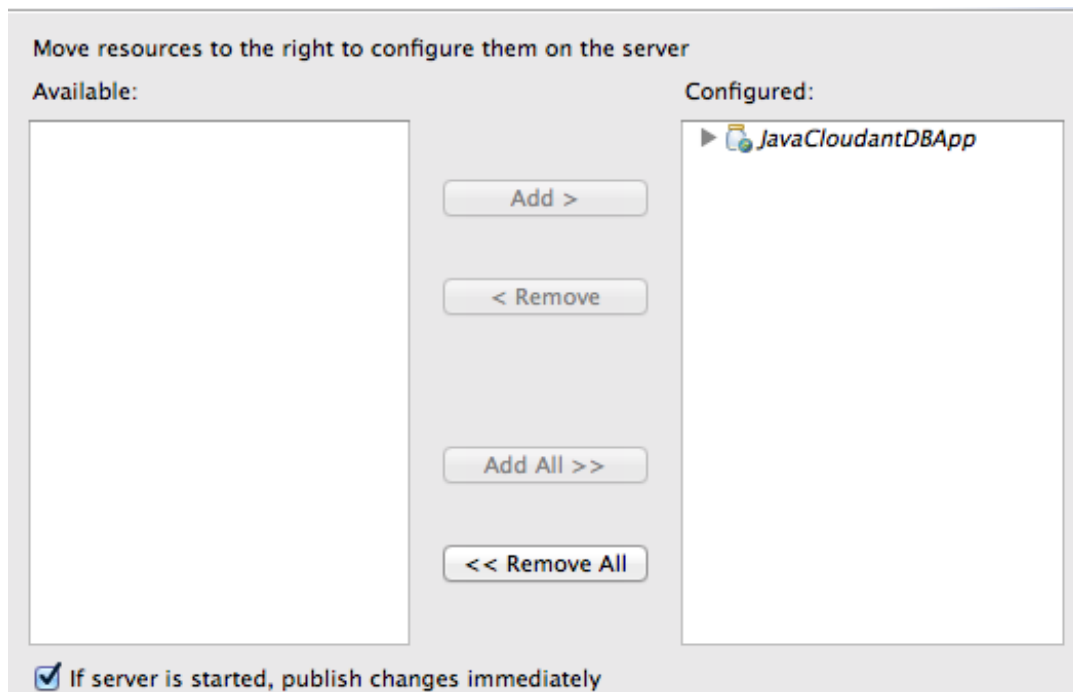 Move resources to the right to configure them on the server
Available:
Configured:
JavaCloudantDBApp
Add >
< Remove
Add All >>
<< Remove All
If server is started, publish changes immediately